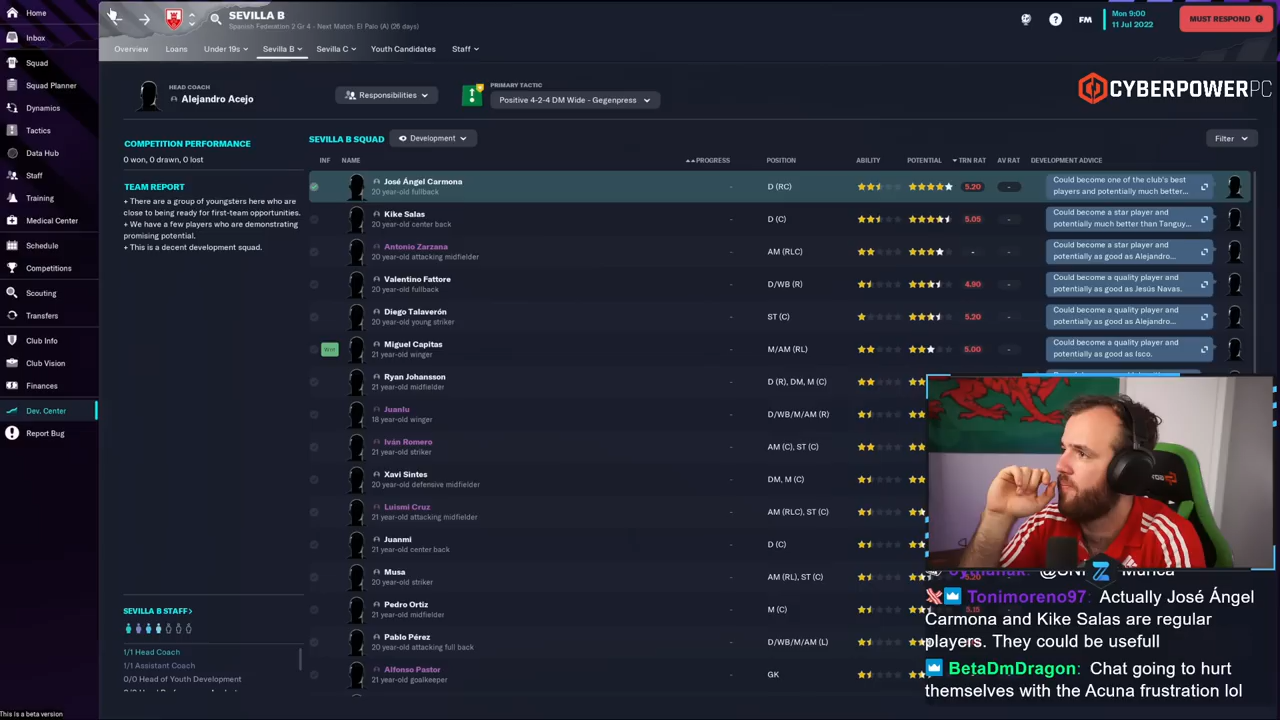 Home
Inbox
Squad
Squad Planner
Dynamics
Tactics
Data Hub
Staff
Training
Medical Center
Schedule
Competitions
Scouting
Transfers
Club Info
Club Vision
Finances
Dev. Center
Report Bug
This is a beta version
SEVILLA B
Spanish Federation 2 Gr 4 - Next Match: El Palo (A) (26 days)
FM
Mon 9:00
11 Jul 2022
MUST RESPOND
Overview
Loans
Under 19s
Sevilla B
Sevilla C
Youth Candidates
Staff
HEAD COACH
Alejandro Acejo
Responsibilities
PRIMARY TACTIC
Positive 4-2-4 DM Wide - Gegenpress
CYBERPOWERPC
COMPETITION PERFORMANCE
0 won, 0 drawn, 0 lost
TEAM REPORT
+ There are a group of youngsters here who are
close to being ready for first-team opportunities.
+ We have a few players who are demonstrating
promising potential.
+ This is a decent development squad.
SEVILLA B STAFF>
1/1 Head Coach
1/1 Assistant Coach
0/0 Head of Youth Development
SEVILLA B SQUAD
Development
Filter
INF NAME PROGRESS POSITION ABILITY POTENTIAL TRN RAT AV RAT DEVELOPMENT ADVICE
José Ángel Carmona
20 year-old fullback
- D (RC) 5.20 -
Could become one of the club's best
players and potentially much better...
Kike Salas
20 year-old center back
- D (C) 5.05 -
Could become a star player and
potentially much better than Tanguy...
Antonio Zarzana
20 year-old attacking midfielder
- AM (RLC) - -
Could become a star player and
potentially as good as Alejandro...
Valentino Fattore
20 year-old fullback
- D/WB (R) 4.90 -
Could become a quality player and
potentially as good as Jesús Navas.
Diego Talaverón
20 year-old young striker
- ST (C) 5.20 -
Could become a quality player and
potentially as good as Alejandro...
Wnt
Miguel Capitas
21 year-old winger
- M/AM (RL) 5.00 -
Could become a quality player and
potentially as good as Isco.
Ryan Johansson
21 year-old midfielder
- D (R), DM, M (C)
Juanlu
18 year-old winger
- D/WB/M/AM (R)
Iván Romero
21 year-old striker
- AM (C), ST (C)
Xavi Sintes
20 year-old defensive midfielder
- DM, M (C)
Luismi Cruz
21 year-old attacking midfielder
- AM (RLC), ST (C)
Juanmi
21 year-old center back
- D (C)
Musa
20 year-old striker
- AM (RL), ST (C)
Pedro Ortiz
21 year-old midfielder
- M (C)
Pablo Pérez
20 year-old attacking full back
- D/WB/M/AM (L)
Alfonso Pastor
21 year-old goalkeeper
- GK
Tonimoreno97: Actually José Ángel
Carmona and Kike Salas are regular
players. They could be usefull
BetaDmDragon: Chat going to hurt
themselves with the Acuna frustration lol